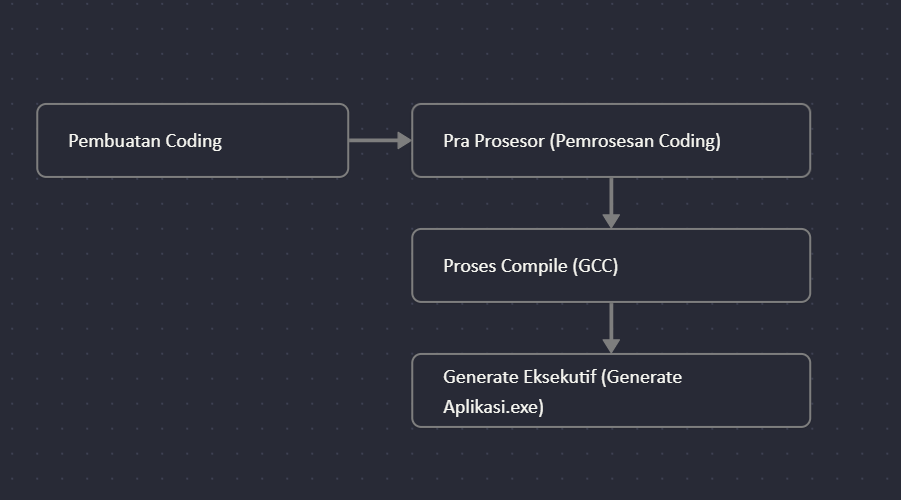 Pembuatan Coding
Pra Prosesor (Pemrosesan Coding)
Proses Compile (GCC)
Generate Eksekutif (Generate
Aplikasi.exe)